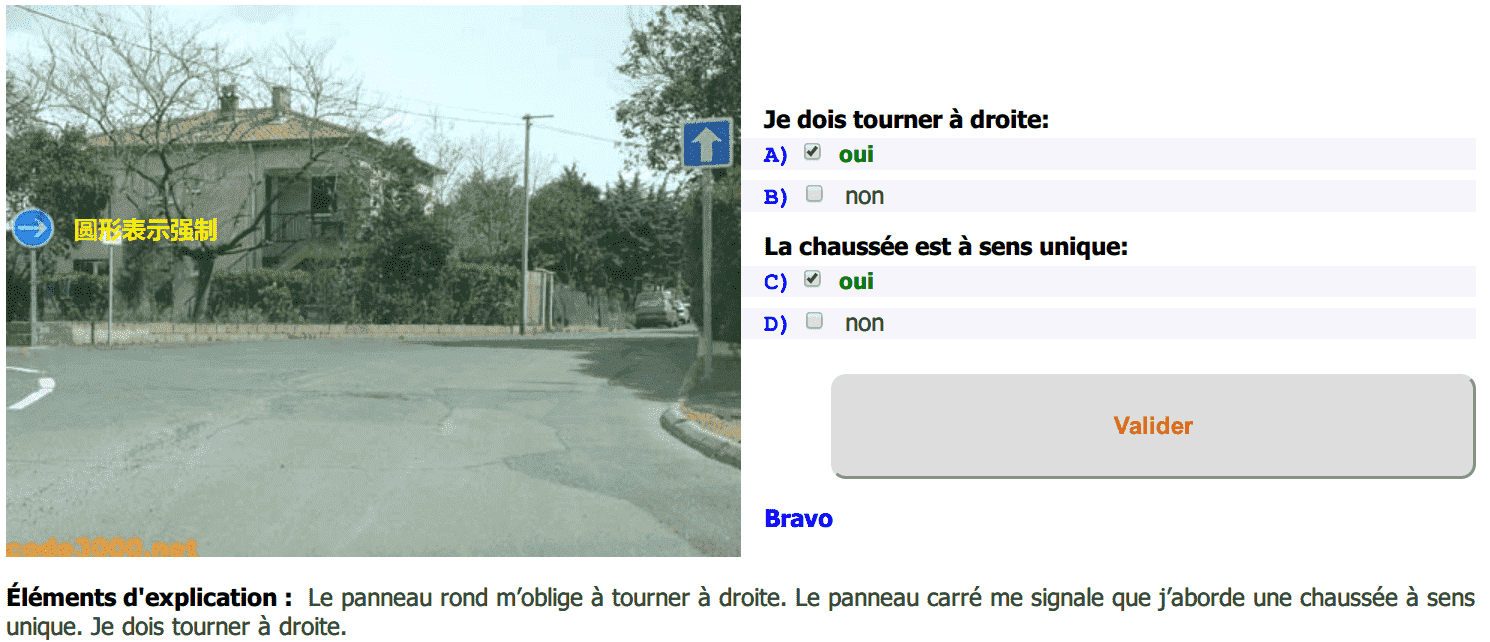 圆形表示强制
code3000.net
Je dois tourner à droite:
A) oui
B) non
La chaussée est à sens unique:
C) oui
D) non
Valider
Bravo
Éléments d'explication : Le panneau rond m’oblige à tourner à droite. Le panneau carré me signale que j’aborde une chaussée à sens
unique. Je dois tourner à droite.